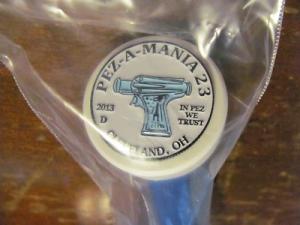 PEZ-A-MANIA 23
2013
D
IN PEZ
WE
TRUST
CLEVELAND, OH